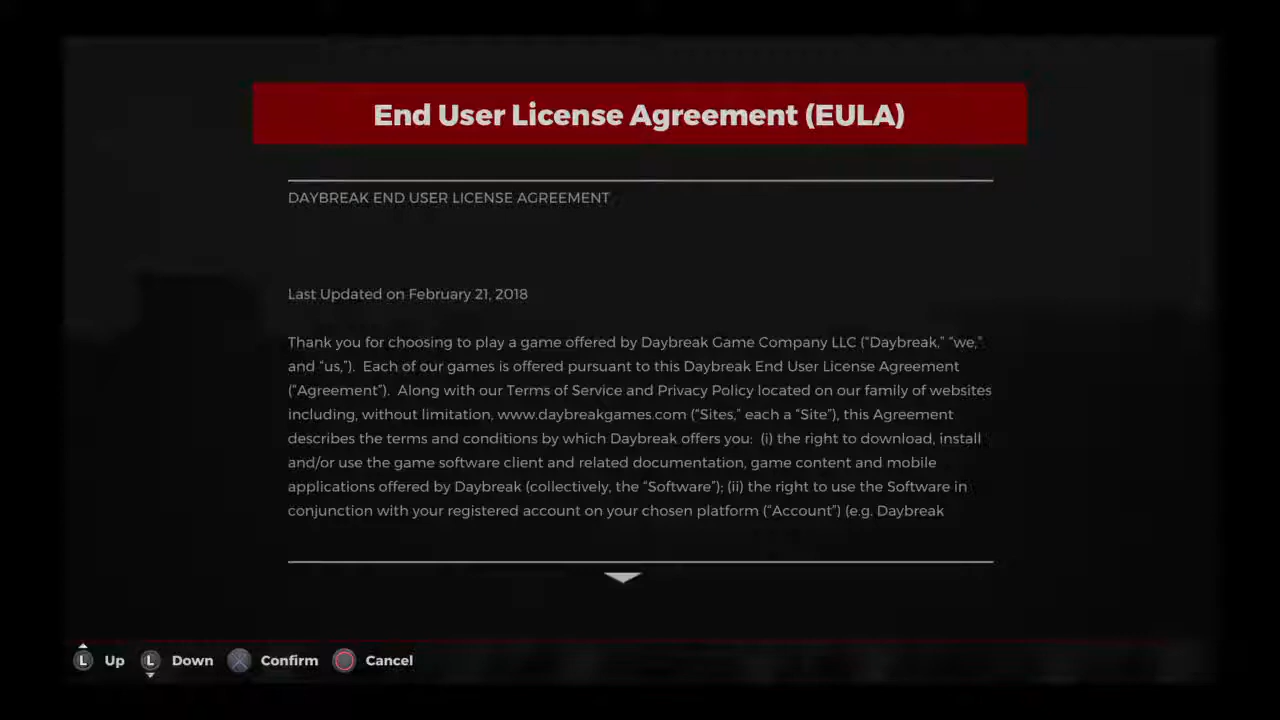 End User License Agreement (EULA)
DAYBREAK END USER LICENSE AGREEMENT
Last Updated on February 21, 2018
Thank you for choosing to play a game offered by Daybreak Game Company LLC (“Daybreak,” “we,”
and “us,”).  Each of our games is offered pursuant to this Daybreak End User License Agreement
(“Agreement”).  Along with our Terms of Service and Privacy Policy located on our family of websites
including, without limitation, www.daybreakgames.com (“Sites,” each a “Site”), this Agreement
describes the terms and conditions by which Daybreak offers you:  (i) the right to download, install
and/or use the game software client and related documentation, game content and mobile
applications offered by Daybreak (collectively, the “Software”); (ii) the right to use the Software in
conjunction with your registered account on your chosen platform (“Account”) (e.g. Daybreak
L Up L Down Confirm Cancel